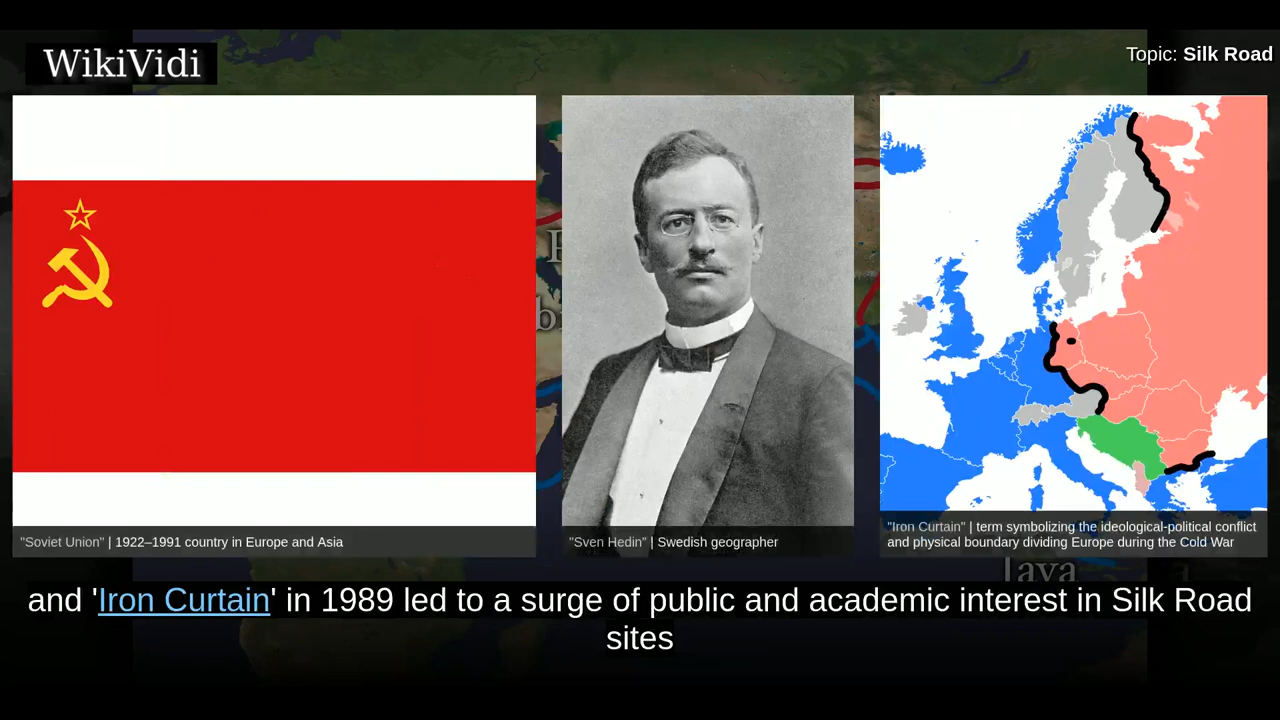 WikiVidi
Topic: Silk Road
"Soviet Union" | 1922–1991 country in Europe and Asia
"Sven Hedin" | Swedish geographer
"Iron Curtain" | term symbolizing the ideological-political conflict
and physical boundary dividing Europe during the Cold War
Java
and 'Iron Curtain' in 1989 led to a surge of public and academic interest in Silk Road
sites